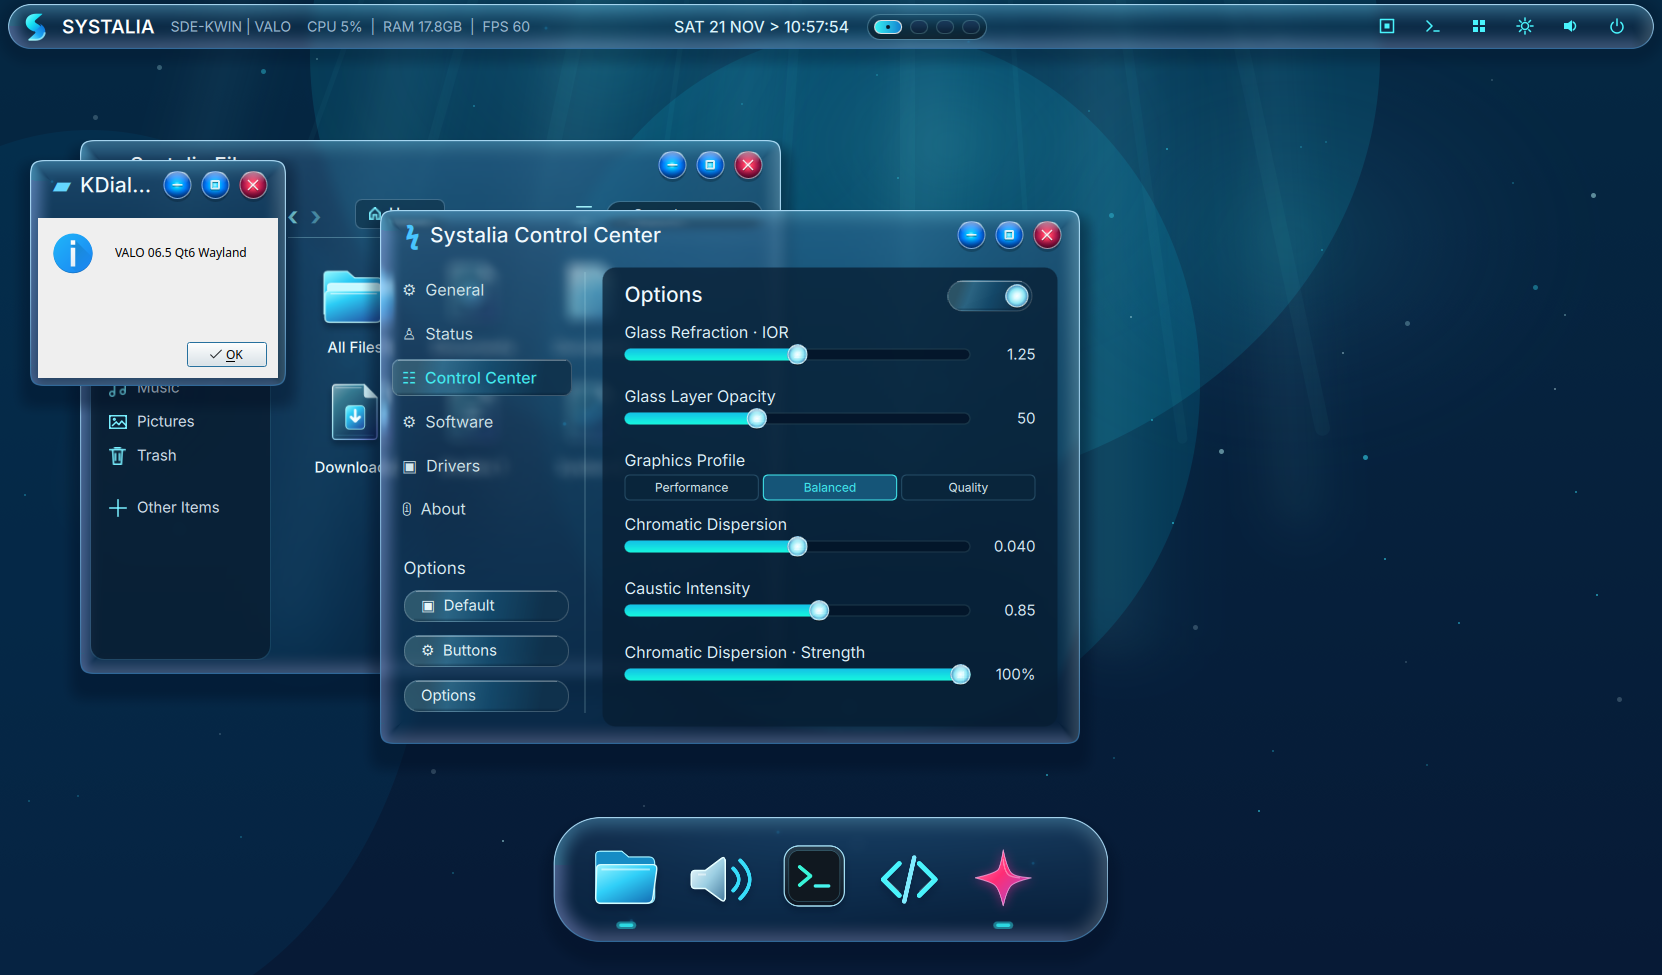 SYSTALIA SDE-KWIN | VALO CPU 5% | RAM 17.8GB | FPS 60
SAT 21 NOV > 10:57:54
KDial...
VALO 06.5 Qt6 Wayland
OK
Music
Pictures
Trash
Other Items
All Files
Systalia Control Center
General
Status
Control Center
Software
Drivers
About
Options
Default
Buttons
Options
Options
Glass Refraction · IOR
1.25
Glass Layer Opacity
50
Graphics Profile
Performance Balanced Quality
Chromatic Dispersion
0.040
Caustic Intensity
0.85
Chromatic Dispersion · Strength
100%